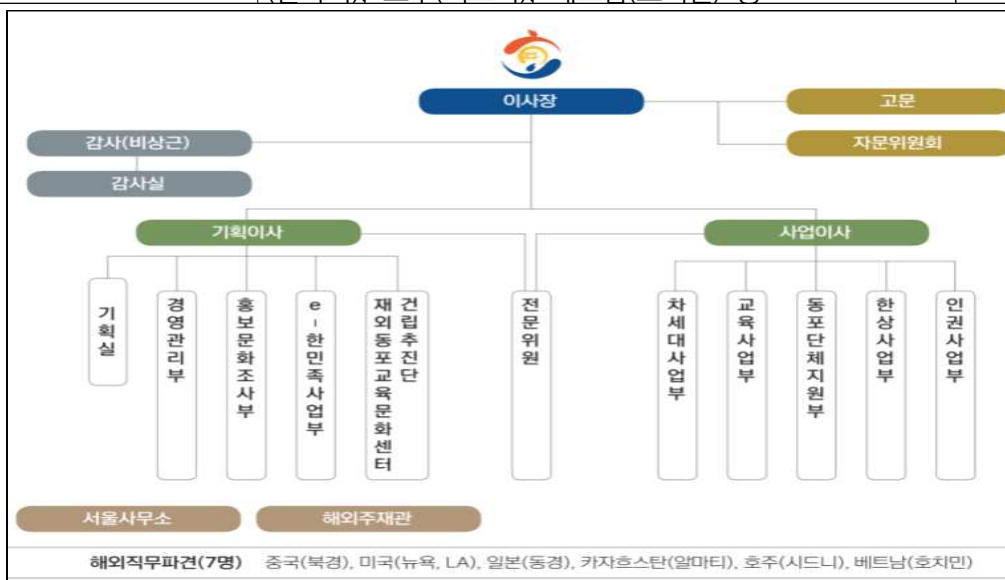 이사장
고문
감사(비상근)
자문위원회
감사실
기획이사
사업이사
기획실
경영관리부
홍보문화조사부
e-한민족사업부
재외동포교육문화센터
건립추진단
전문위원
차세대사업부
교육사업부
동포단체지원부
한상사업부
인권사업부
서울사무소
해외주재관
해외직무파견(7명) 중국(북경), 미국(뉴욕, LA), 일본(동경), 카자흐스탄(알마티), 호주(시드니), 베트남(호치민)